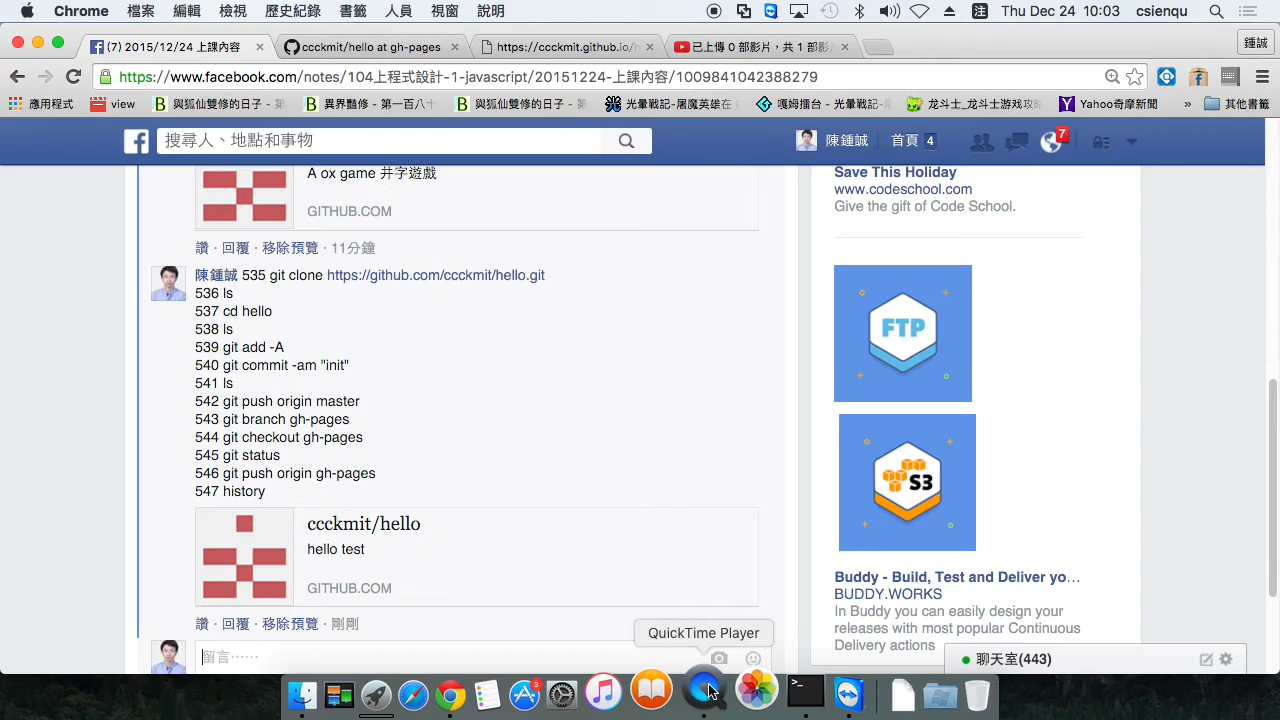 Chrome 檔案 編輯 檢視 歷史紀錄 書籤 人員 視窗 說明 注 Thu Dec 24 10:03 csienqu
(7) 2015/12/24 上課內容 ccckmit/hello at gh-pages https://ccckmit.github.io/h 已上傳 0 部影片，共 1 部影 鍾誠
https://www.facebook.com/notes/104上程式設計-1-javascript/20151224-上課內容/1009841042388279
應用程式 view 與狐仙雙修的日子 - 第 異界豔修 - 第一百八十 與狐仙雙修的日子 - 第 光暈戰記-屠魔英雄在 嘎姆擂台 - 光暈戰記- 龙斗士_龙斗士游戏攻 Yahoo奇摩新聞 » 其他書籤
搜尋人、地點和事物 陳鍾誠 首頁 4 7
A ox game 井字遊戲
GITHUB.COM
讚 · 回覆 · 移除預覽 · 11分鐘
陳鍾誠 535 git clone https://github.com/ccckmit/hello.git
536 ls
537 cd hello
538 ls
539 git add -A
540 git commit -am "init"
541 ls
542 git push origin master
543 git branch gh-pages
544 git checkout gh-pages
545 git status
546 git push origin gh-pages
547 history
ccckmit/hello
hello test
GITHUB.COM
讚 · 回覆 · 移除預覽 · 剛剛
留言⋯⋯
QuickTime Player
Save This Holiday
www.codeschool.com
Give the gift of Code School.
FTP
S3
Buddy - Build, Test and Deliver yo…
BUDDY.WORKS
In Buddy you can easily design your
releases with most popular Continuous
Delivery actions
聊天室(443)
3